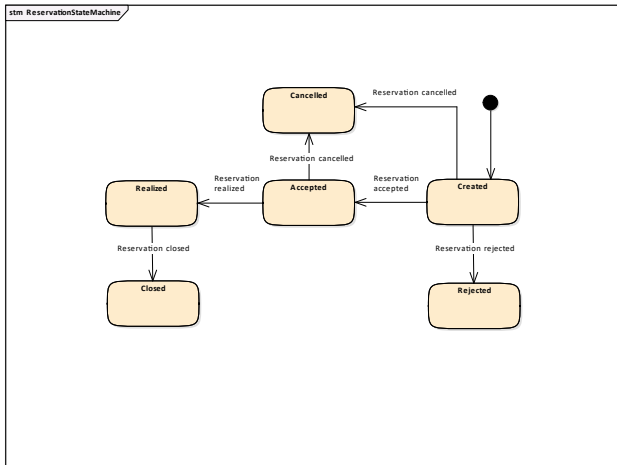 stm ReservationStateMachine
Reservation cancelled
Cancelled
Reservation cancelled
Reservation
realized
Reservation
accepted
Realized
Accepted
Created
Reservation closed
Reservation rejected
Closed
Rejected